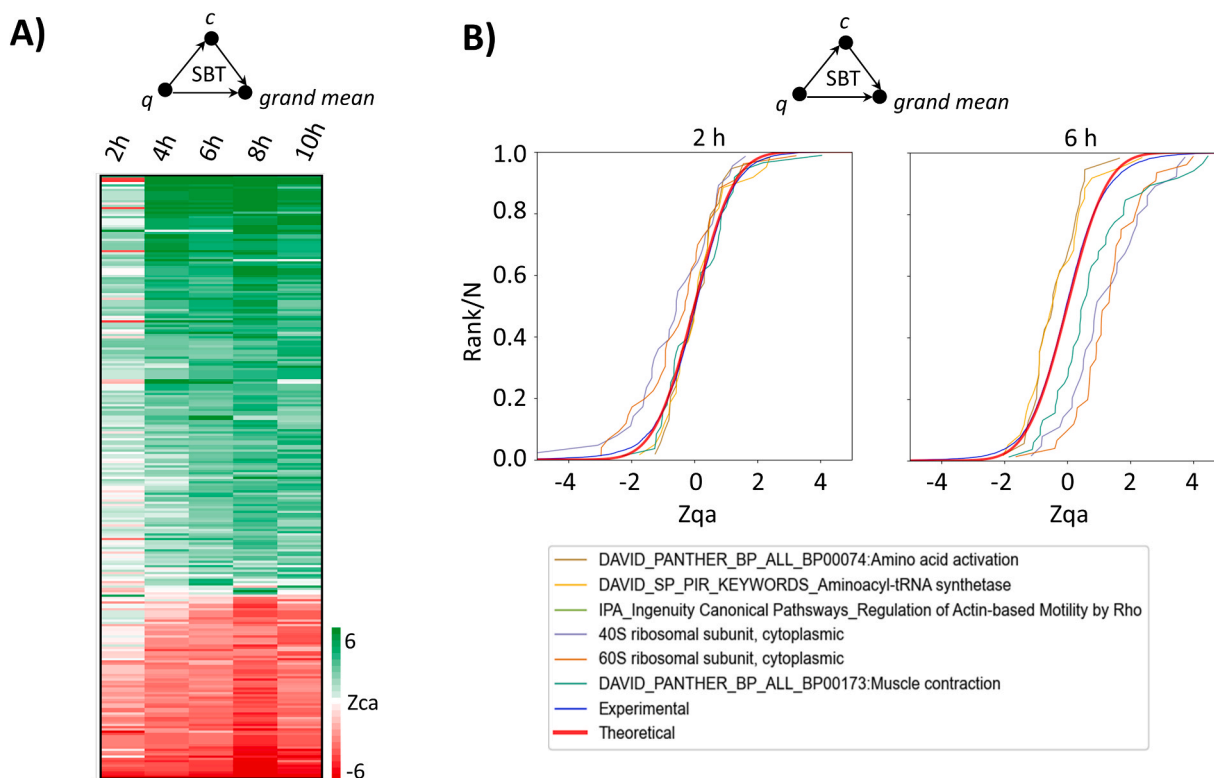 A)
c
SBT
q
grand mean
2h
4h
6h
8h
10h
6
Zca
-6
B)
c
SBT
q
grand mean
2 h
6 h
Rank/N
1.0
0.8
0.6
0.4
0.2
0.0
-4
-2
0
2
4
Zqa
-4
-2
0
2
4
Zqa
DAVID_PANTHER_BP_ALL_BP00074:Amino acid activation
DAVID_SP_PIR_KEYWORDS_Aminoacyl-tRNA synthetase
IPA_Ingenuity Canonical Pathways_Regulation of Actin-based Motility by Rho
40S ribosomal subunit, cytoplasmic
60S ribosomal subunit, cytoplasmic
DAVID_PANTHER_BP_ALL_BP00173:Muscle contraction
Experimental
Theoretical